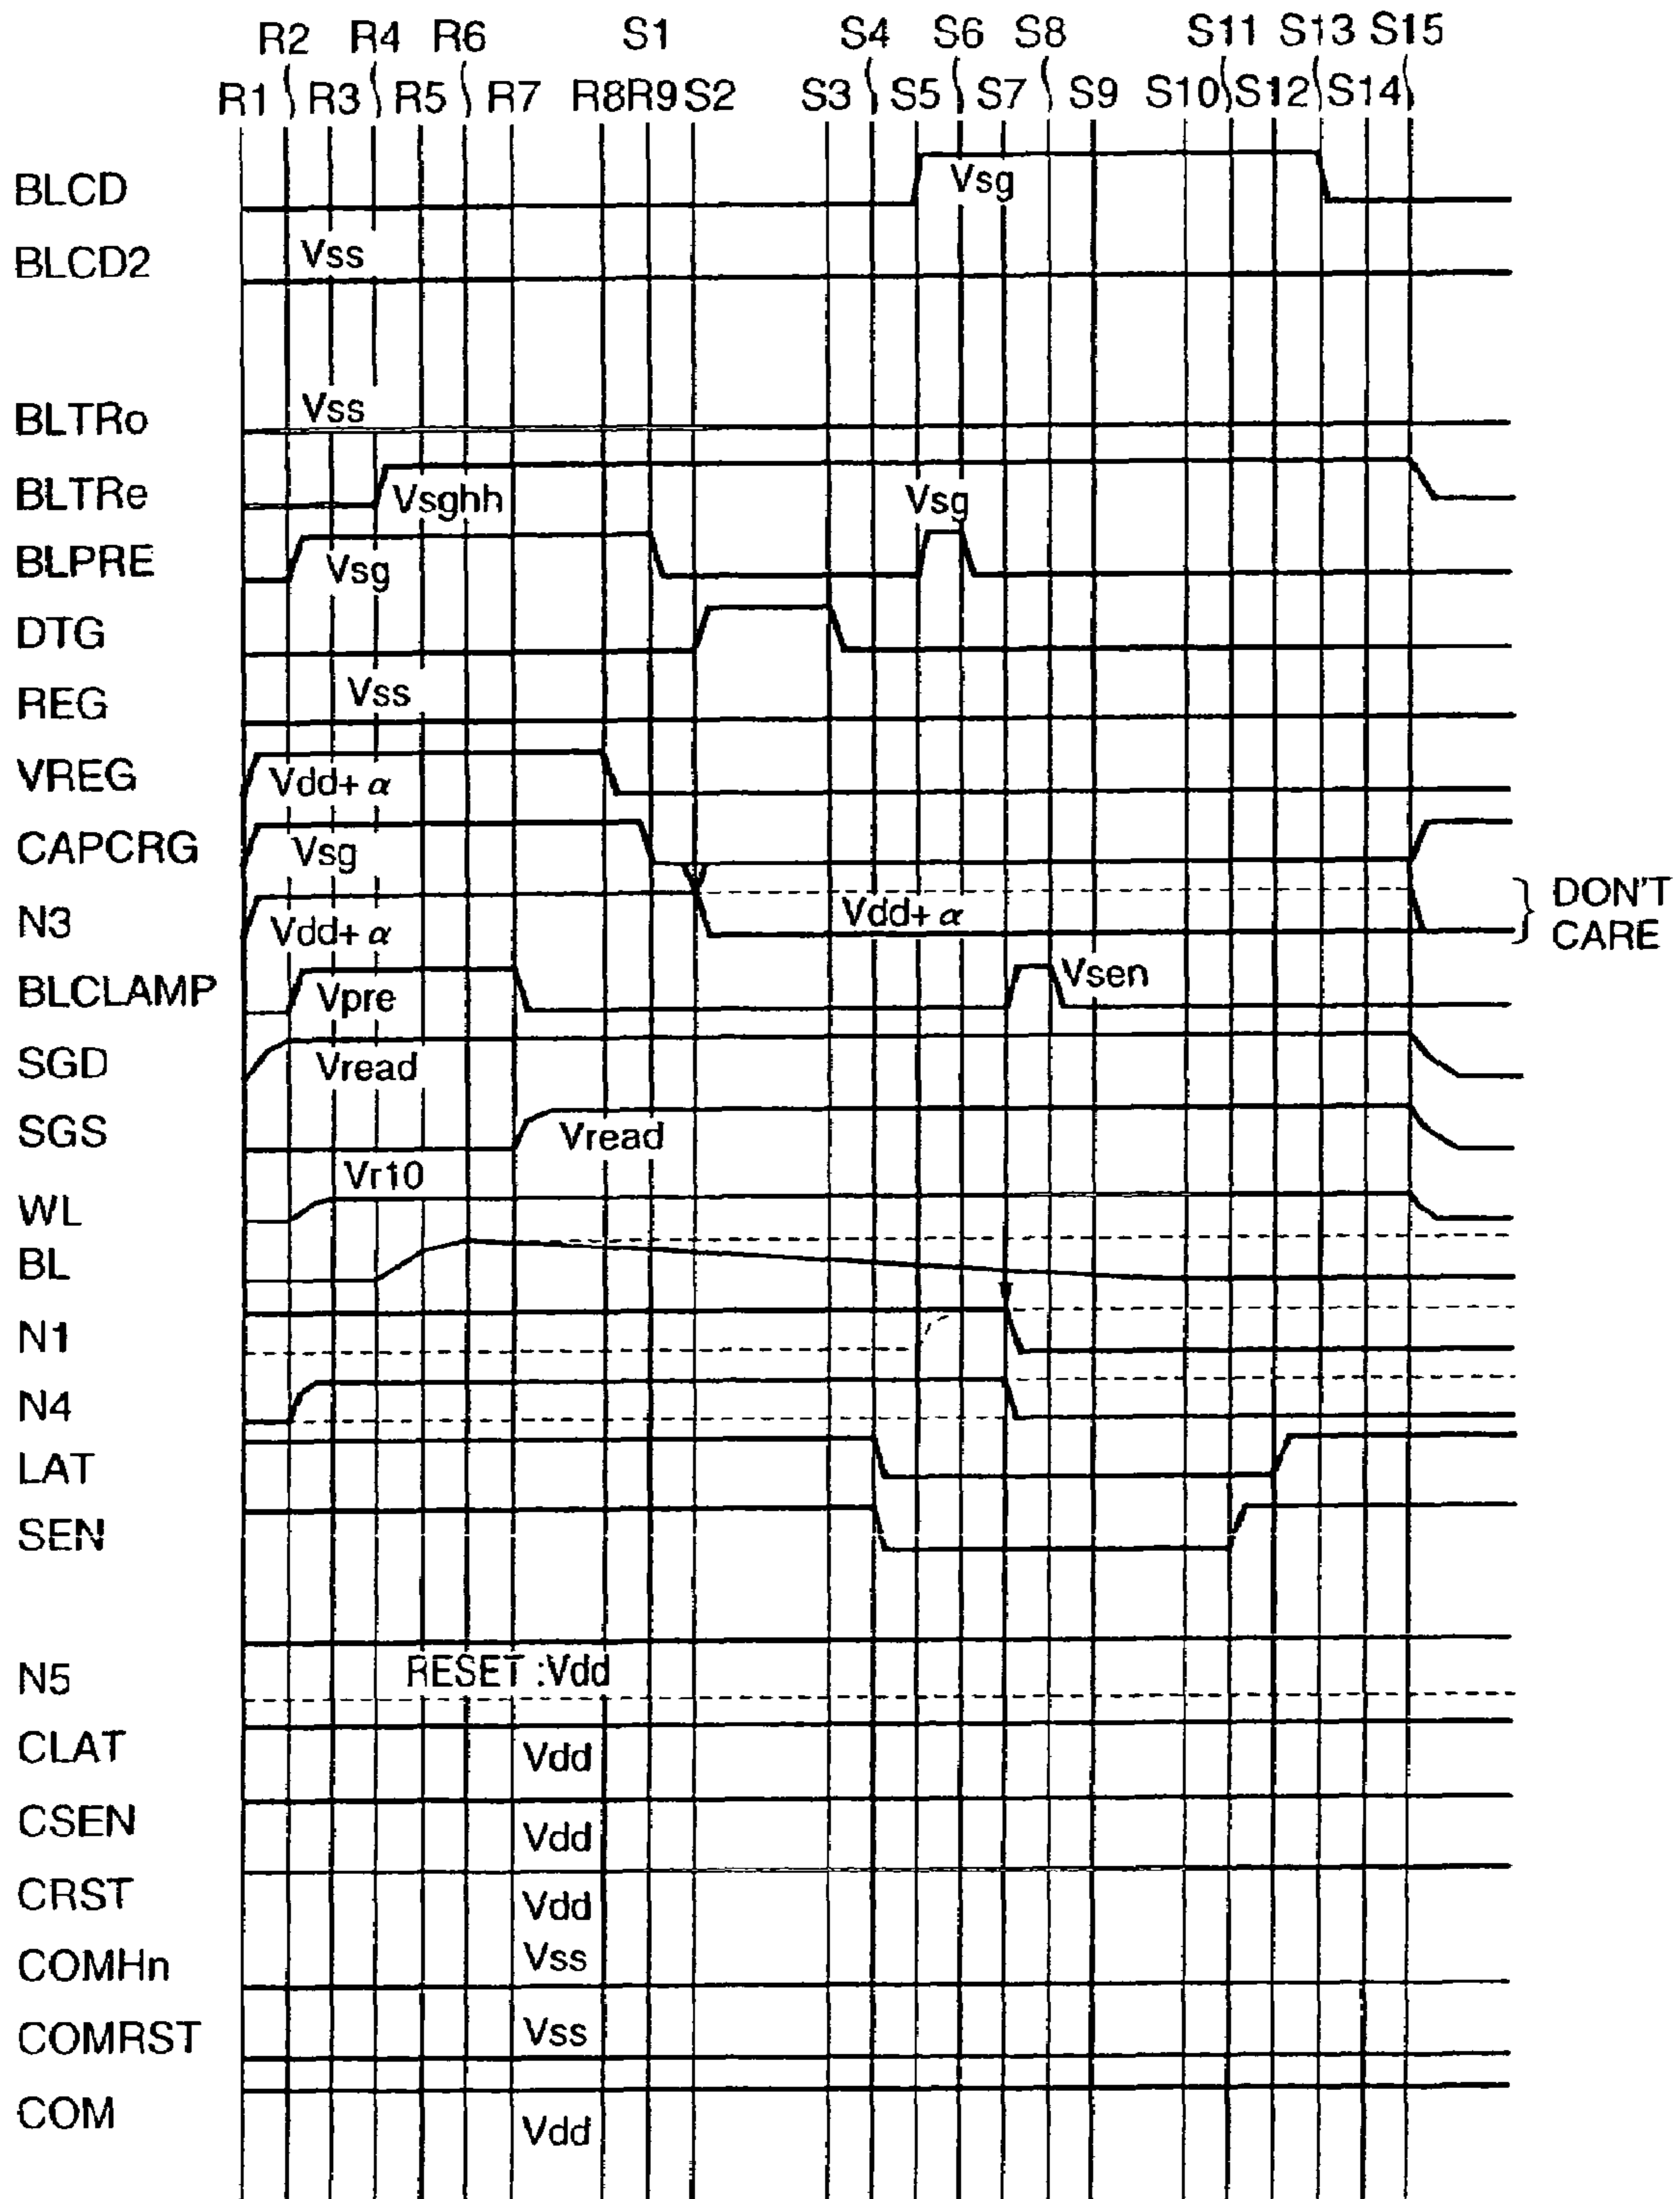 R2 R4 R6 S1 S4 S6 S8 S11 S13 S15
R1 R3 R5 R7 R8 R9 S2 S3 S5 S7 S9 S10 S12 S14
BLCD Vsg
BLCD2 Vss
BLTRo Vss
BLTRe Vsghh Vsg
BLPRE Vsg
DTG
REG Vss
VREG Vdd+α
CAPCRG Vsg
N3 Vdd+α Vdd+α DON'T
CARE
BLCLAMP Vpre Vsen
SGD Vread
SGS Vread
Vr10
WL
BL
N1
N4
LAT
SEN
N5 RESET :Vdd
CLAT Vdd
CSEN Vdd
CRST Vdd
COMHn Vss
COMRST Vss
COM Vdd